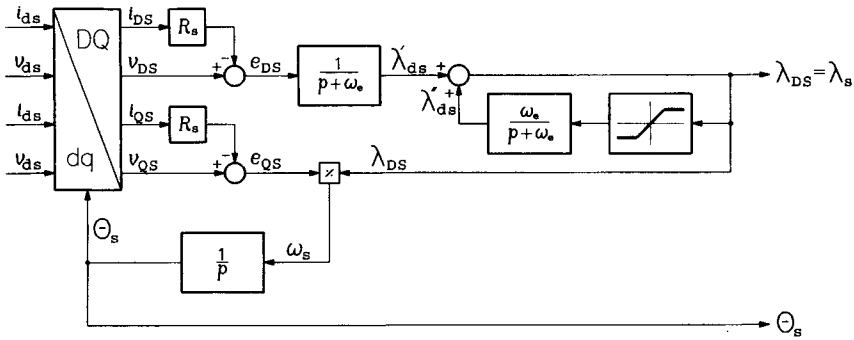 i_ds DQ i_DS R_s
v_ds v_DS + − e_DS 1/(p+ω_e) λ′_ds + λ_DS=λ_s
λ″_ds + ω_e/(p+ω_e)
i_ds i_QS R_s
v_ds dq v_QS + − e_QS × λ_DS
Θ_s 1/p ω_s
Θ_s